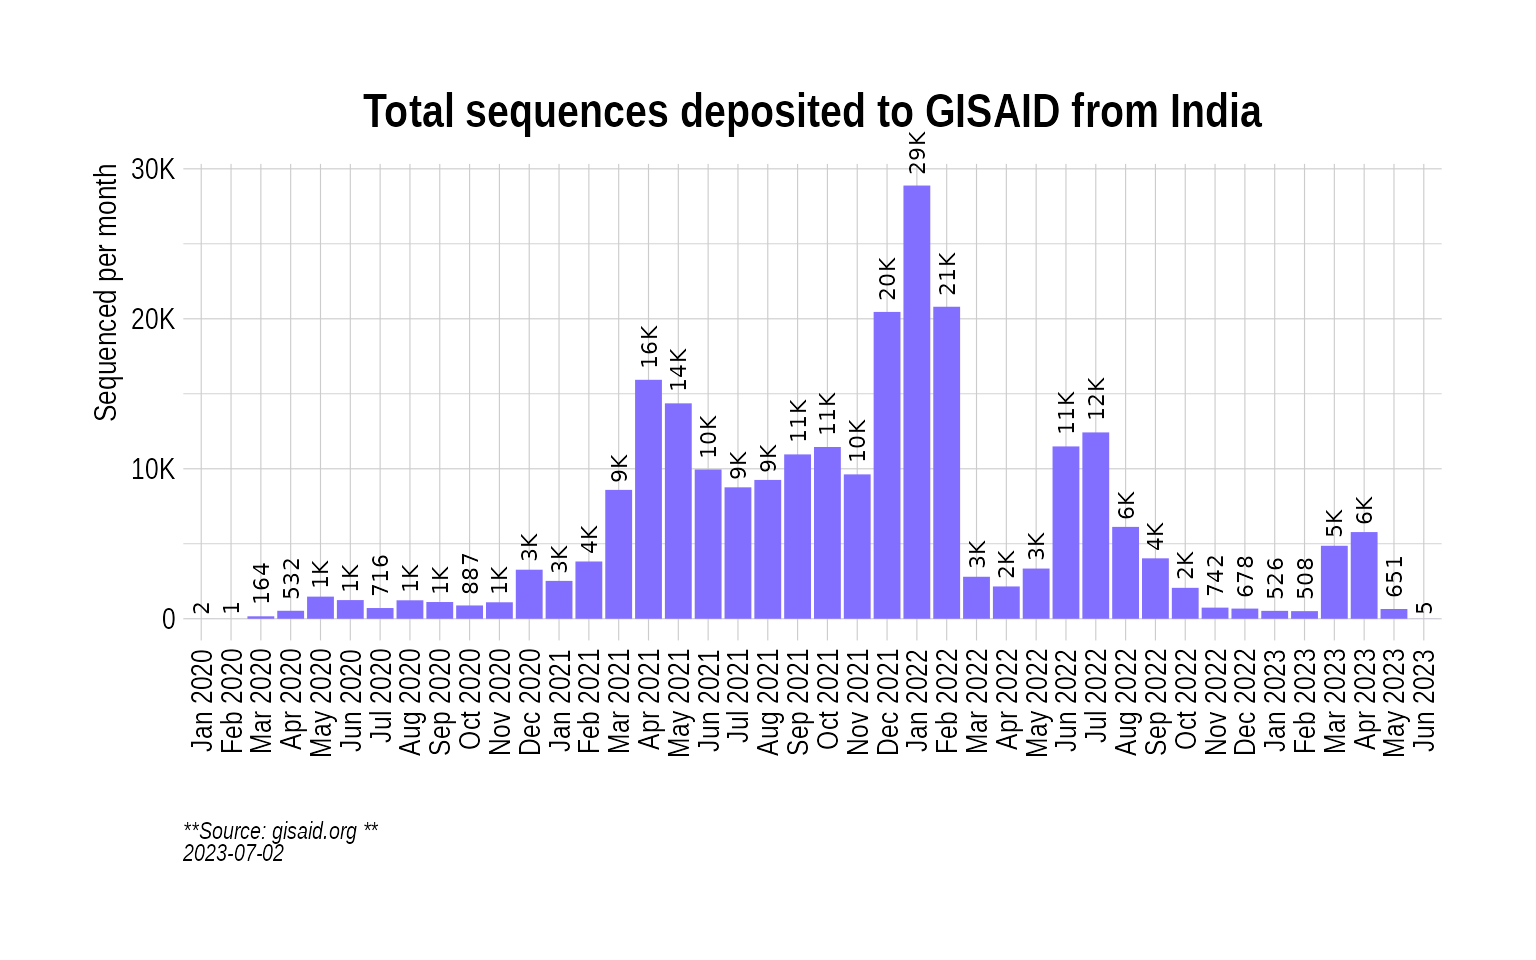 Total sequences deposited to GISAID from India
Sequenced per month
30K
20K
10K
0
2
1
164
532
1K
1K
716
1K
1K
887
1K
3K
3K
4K
9K
16K
14K
10K
9K
9K
11K
11K
10K
20K
29K
21K
3K
2K
3K
11K
12K
6K
4K
2K
742
678
526
508
5K
6K
651
5
Jan 2020
Feb 2020
Mar 2020
Apr 2020
May 2020
Jun 2020
Jul 2020
Aug 2020
Sep 2020
Oct 2020
Nov 2020
Dec 2020
Jan 2021
Feb 2021
Mar 2021
Apr 2021
May 2021
Jun 2021
Jul 2021
Aug 2021
Sep 2021
Oct 2021
Nov 2021
Dec 2021
Jan 2022
Feb 2022
Mar 2022
Apr 2022
May 2022
Jun 2022
Jul 2022
Aug 2022
Sep 2022
Oct 2022
Nov 2022
Dec 2022
Jan 2023
Feb 2023
Mar 2023
Apr 2023
May 2023
Jun 2023
**Source: gisaid.org **
2023-07-02